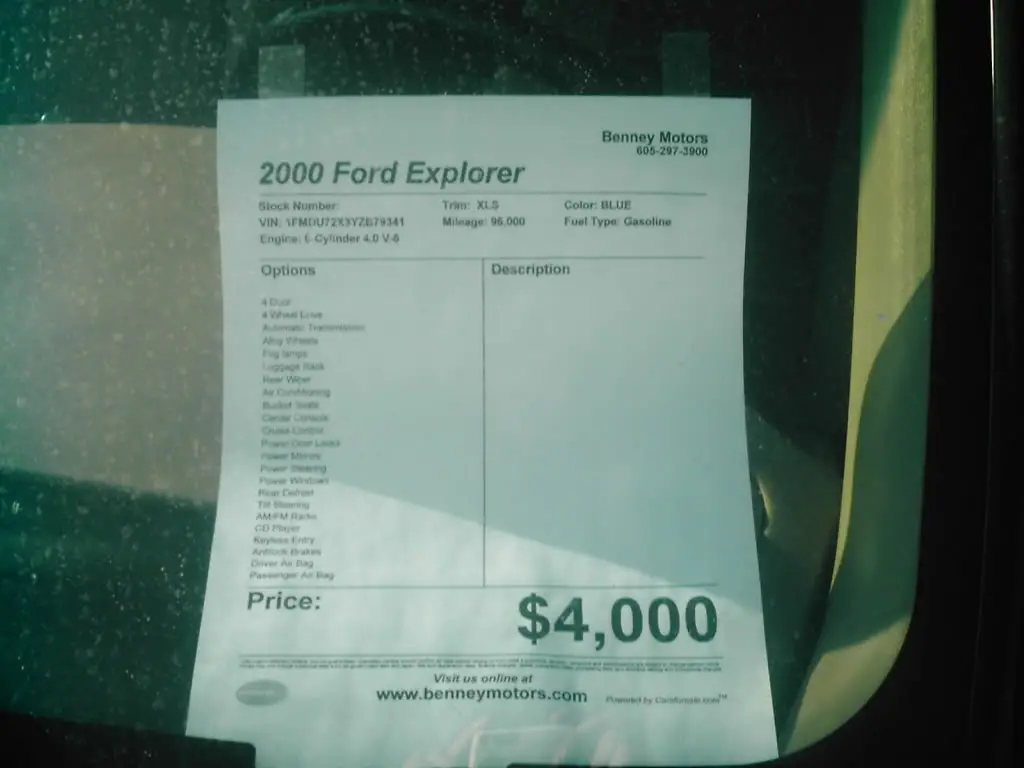 Benney Motors
605-297-3900
2000 Ford Explorer
Stock Number: Trim: XLS Color: BLUE
VIN: 1FMDU72X3YZB79341 Mileage: 96,000 Fuel Type: Gasoline
Engine: 6 Cylinder 4.0 V-6
Options Description
4 Door
4 Wheel Drive
Automatic Transmission
Alloy Wheels
Fog lamps
Luggage Rack
Rear Wiper
Air Conditioning
Bucket Seats
Center Console
Cruise Control
Power Door Locks
Power Mirrors
Power Steering
Power Windows
Rear Defrost
Tilt Steering
AM/FM Radio
CD Player
Keyless Entry
Antilock Brakes
Driver Air Bag
Passenger Air Bag
Price: $4,000
Visit us online at
www.benneymotors.com Powered by Carsforsale.com™